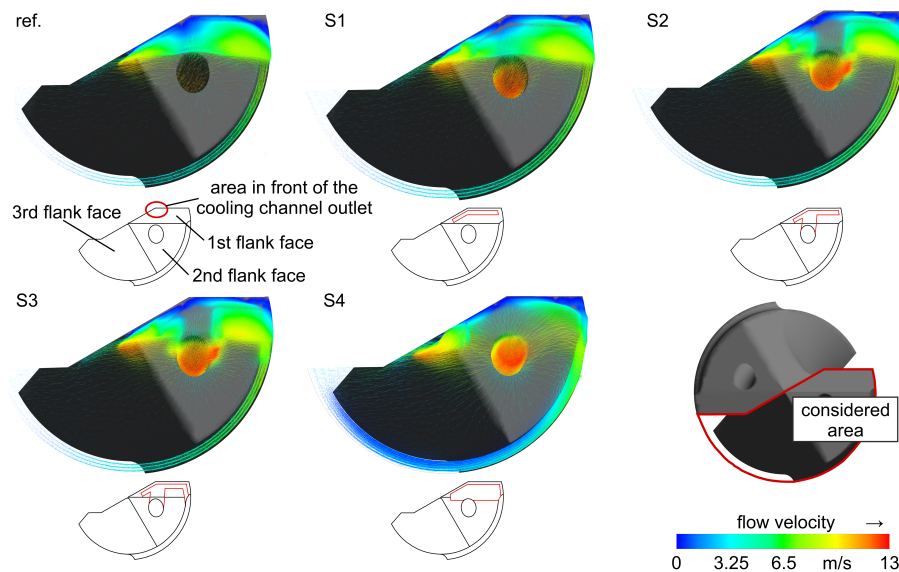 ref.
S1
S2
area in front of the
cooling channel outlet
3rd flank face
1st flank face
2nd flank face
S3
S4
considered
area
flow velocity →
0 3.25 6.5 m/s 13